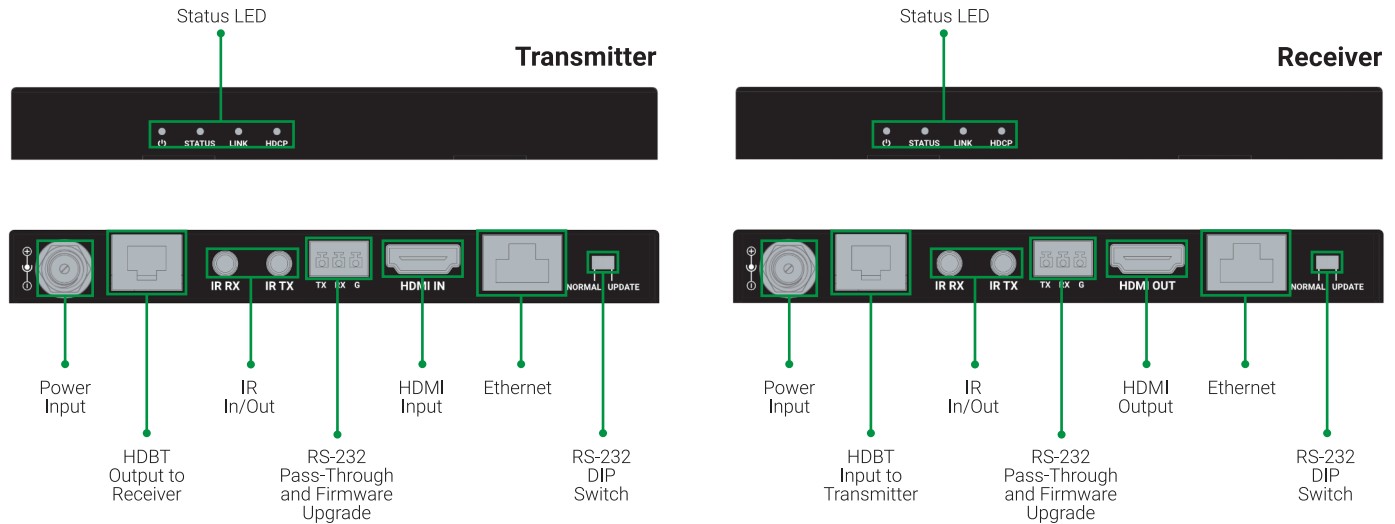 Status LED
Transmitter
STATUS LINK HDCP
IR RX IR TX TX RX G HDMI IN NORMAL UPDATE
Power
Input
HDBT
Output to
Receiver
IR
In/Out
RS-232
Pass-Through
and Firmware
Upgrade
HDMI
Input
Ethernet
RS-232
DIP
Switch
Status LED
Receiver
STATUS LINK HDCP
IR RX IR TX TX RX G HDMI OUT NORMAL UPDATE
Power
Input
HDBT
Input to
Transmitter
IR
In/Out
RS-232
Pass-Through
and Firmware
Upgrade
HDMI
Output
Ethernet
RS-232
DIP
Switch